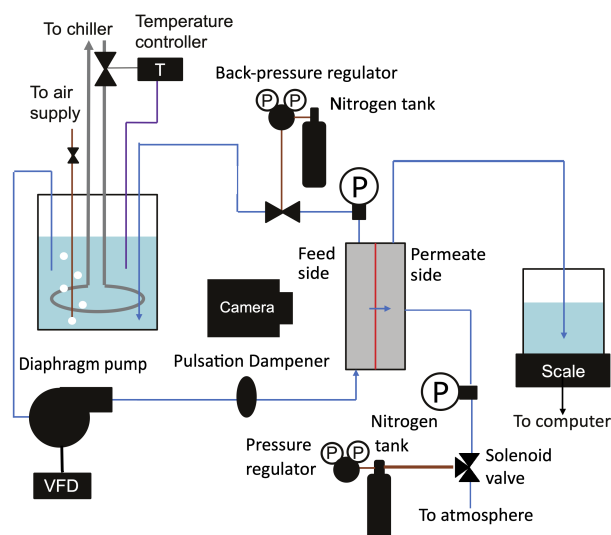 To chiller
Temperature
controller
T
To air
supply
Back-pressure regulator
P P
Nitrogen tank
P
Feed
side
Permeate
side
Camera
Scale
Diaphragm pump
Pulsation Dampener
P
To computer
VFD
Nitrogen
tank
Pressure
regulator
P P
Solenoid
valve
To atmosphere